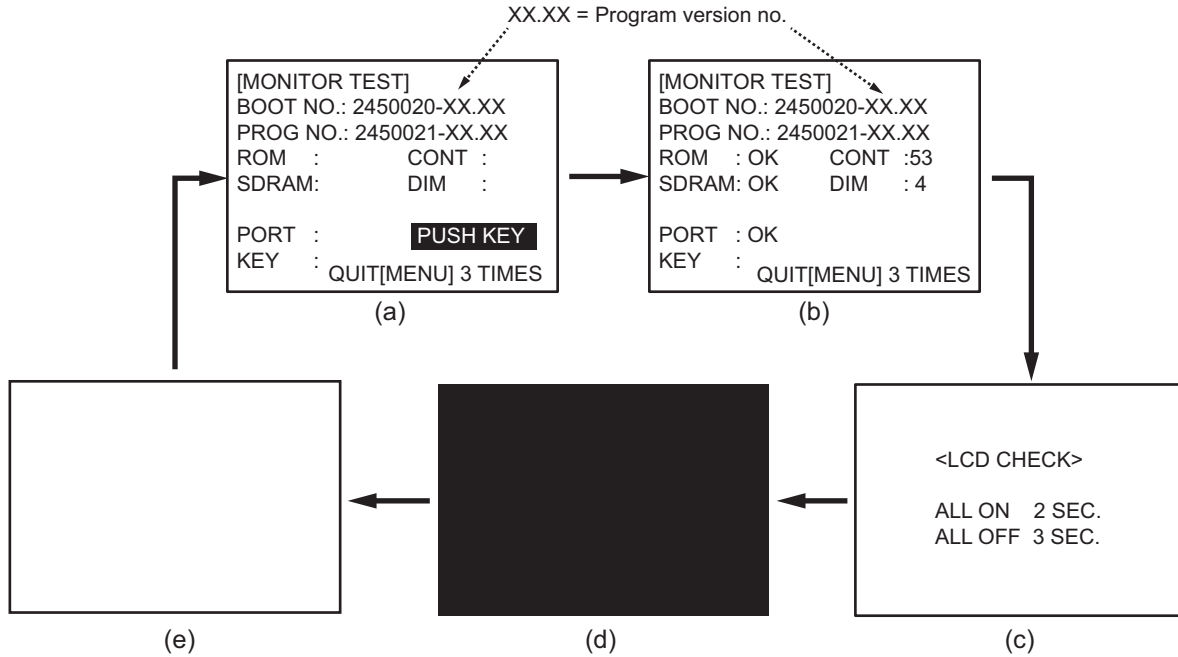 XX.XX = Program version no.
[MONITOR TEST]
BOOT NO.: 2450020-XX.XX
PROG NO.: 2450021-XX.XX
ROM : CONT :
SDRAM: DIM :
PORT : PUSH KEY
KEY :
QUIT[MENU] 3 TIMES
(a)
[MONITOR TEST]
BOOT NO.: 2450020-XX.XX
PROG NO.: 2450021-XX.XX
ROM : OK CONT :53
SDRAM: OK DIM : 4
PORT : OK
KEY :
QUIT[MENU] 3 TIMES
(b)
<LCD CHECK>
ALL ON 2 SEC.
ALL OFF 3 SEC.
(e)
(d)
(c)